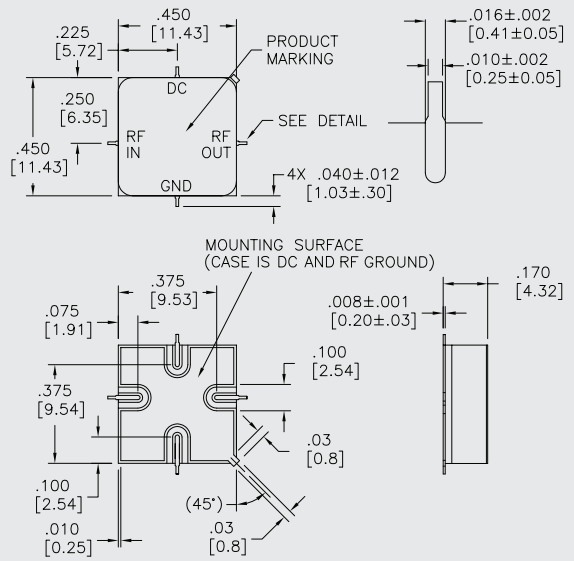 .450
[11.43]
.225
[5.72]
PRODUCT
MARKING
.016±.002
[0.41±0.05]
.010±.002
[0.25±0.05]
DC
.250
[6.35]
RF
IN
RF
OUT
SEE DETAIL
.450
[11.43]
GND
4X .040±.012
[1.03±.30]
MOUNTING SURFACE
(CASE IS DC AND RF GROUND)
.375
[9.53]
.170
[4.32]
.075
[1.91]
.008±.001
[0.20±.03]
.100
[2.54]
.375
[9.54]
.03
[0.8]
.100
[2.54]
(45°)
.010
[0.25]
.03
[0.8]